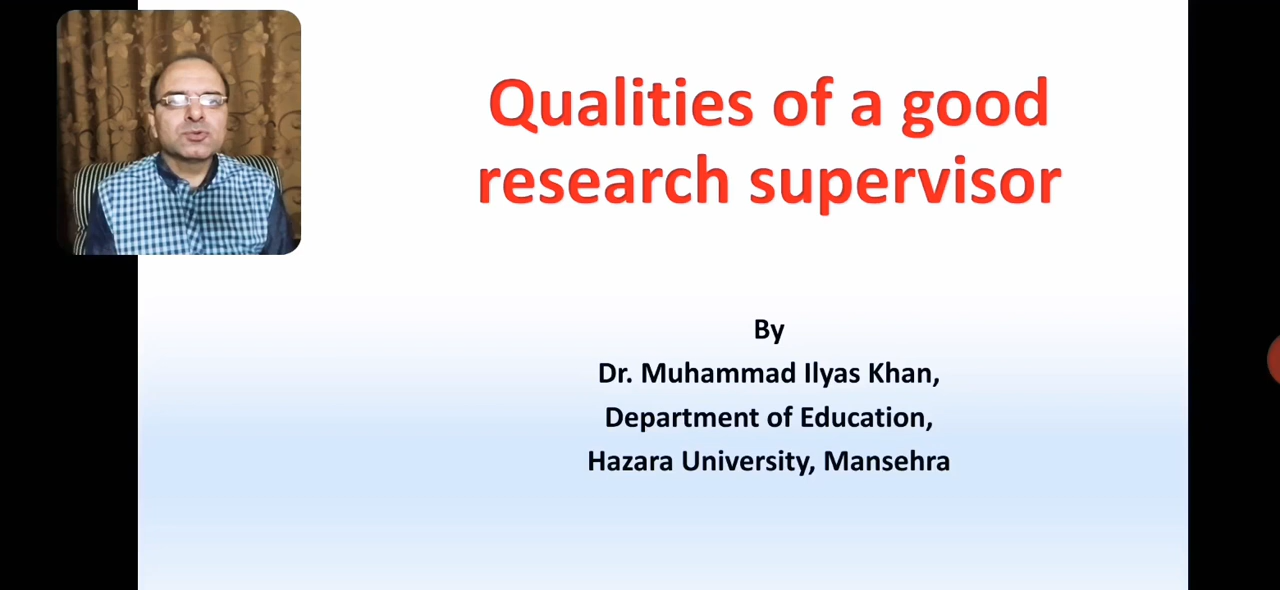 Qualities of a good
research supervisor
By
Dr. Muhammad Ilyas Khan,
Department of Education,
Hazara University, Mansehra